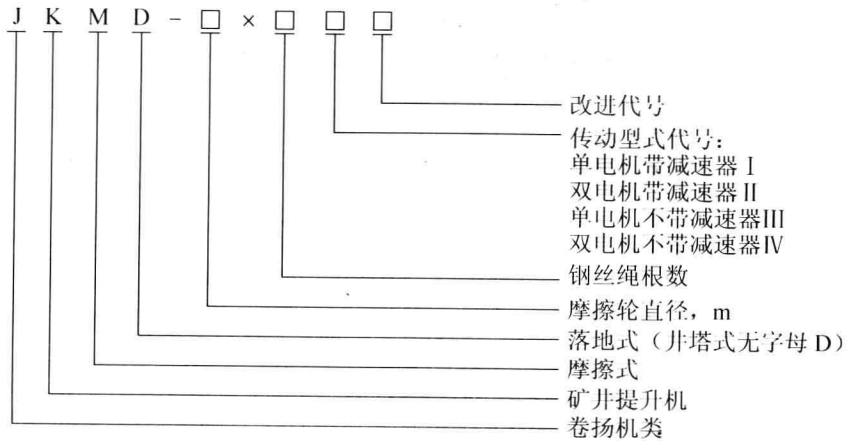 J K M D - □ × □ □ □
改进代号
传动型式代号：
单电机带减速器 I
双电机带减速器 II
单电机不带减速器III
双电机不带减速器IV
钢丝绳根数
摩擦轮直径，m
落地式（井塔式无字母 D）
摩擦式
矿井提升机
卷扬机类